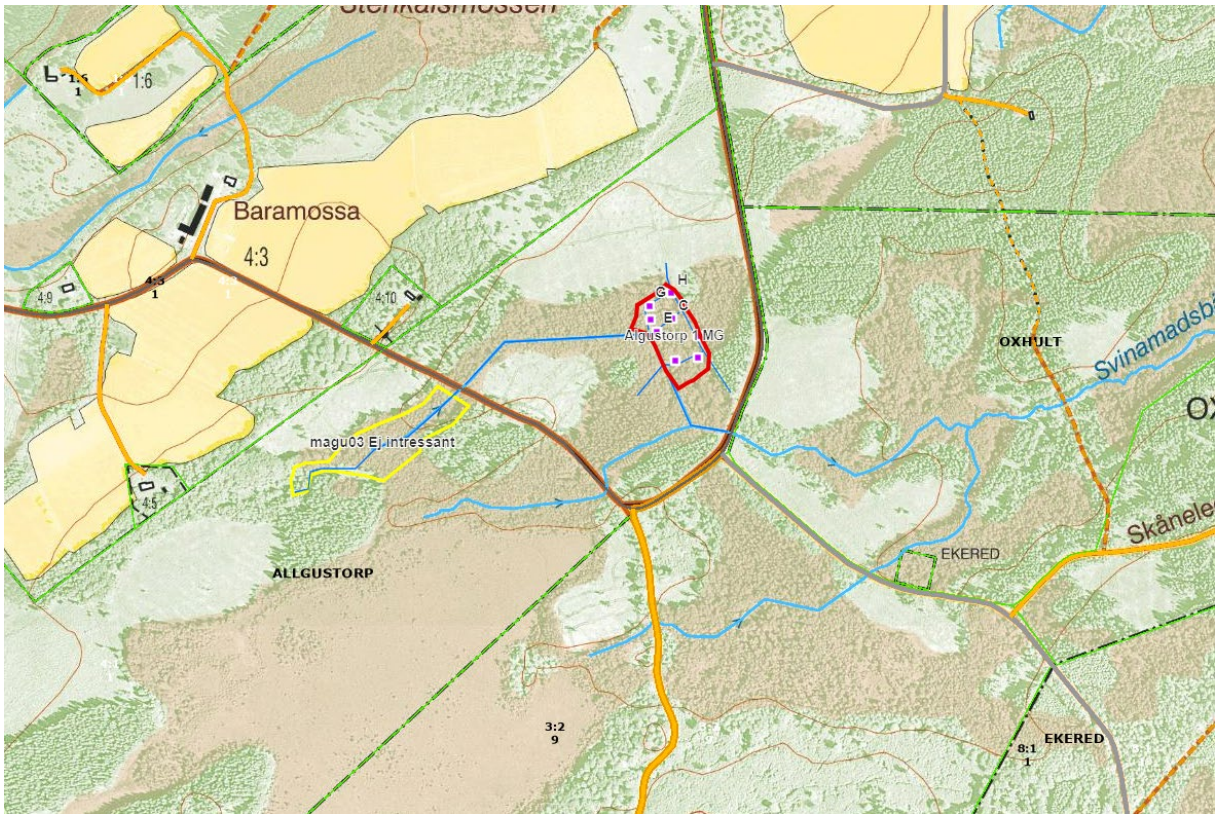 Stenkalsmossen
1:6
1
1:6
Baramossa
4:3
4:3
1
4:9
4:10
H
G
C
E
Algustorp 1 MG
OXHULT
Svinamadsbä
OX
magu03 Ej intressant
4:5
Skåneled
EKERED
ALLGUSTORP
3:2
9
EKERED
8:1
1